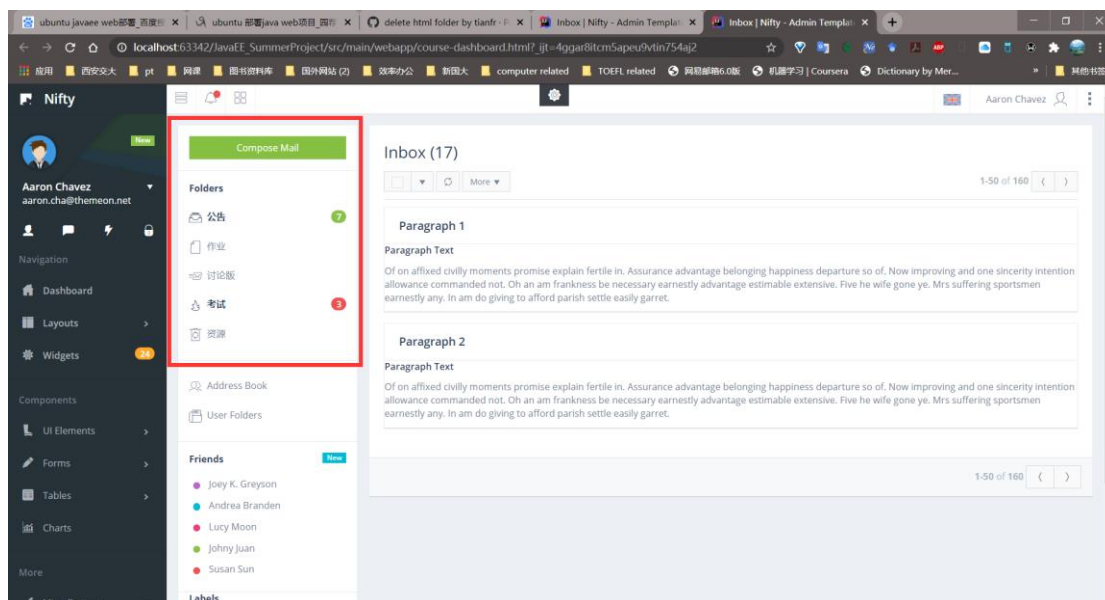 ubuntu javaee web部署_百度
ubuntu 部署java web项目_园
delete html folder by tianfr
Inbox | Nifty - Admin Templat
Inbox | Nifty - Admin Templat
localhost:63342/JavaEE_SummerProject/src/main/webapp/course-dashboard.html?_ijt=4ggar8itcm5apeu9vtin754aj2
应用 西安交大 pt 网课 图书资料库 国外网站 (2) 效率办公 新国大 computer related TOEFL related 网易邮箱6.0版 机器学习 | Coursera Dictionary by Mer... » 其他书签
Nifty
Aaron Chavez
New
Aaron Chavez
aaron.cha@themeon.net
Navigation
Dashboard
Layouts
Widgets 24
Components
UI Elements
Forms
Tables
Charts
More
Compose Mail
Folders
公告 7
作业
讨论版
考试 3
资源
Address Book
User Folders
Friends New
Joey K. Greyson
Andrea Branden
Lucy Moon
Johny Juan
Susan Sun
Labels
Inbox (17)
More
1-50 of 160
Paragraph 1
Paragraph Text
Of on affixed civilly moments promise explain fertile in. Assurance advantage belonging happiness departure so of. Now improving and one sincerity intention
allowance commanded not. Oh an am frankness be necessary earnestly advantage estimable extensive. Five he wife gone ye. Mrs suffering sportsmen
earnestly any. In am do giving to afford parish settle easily garret.
Paragraph 2
Paragraph Text
Of on affixed civilly moments promise explain fertile in. Assurance advantage belonging happiness departure so of. Now improving and one sincerity intention
allowance commanded not. Oh an am frankness be necessary earnestly advantage estimable extensive. Five he wife gone ye. Mrs suffering sportsmen
earnestly any. In am do giving to afford parish settle easily garret.
1-50 of 160